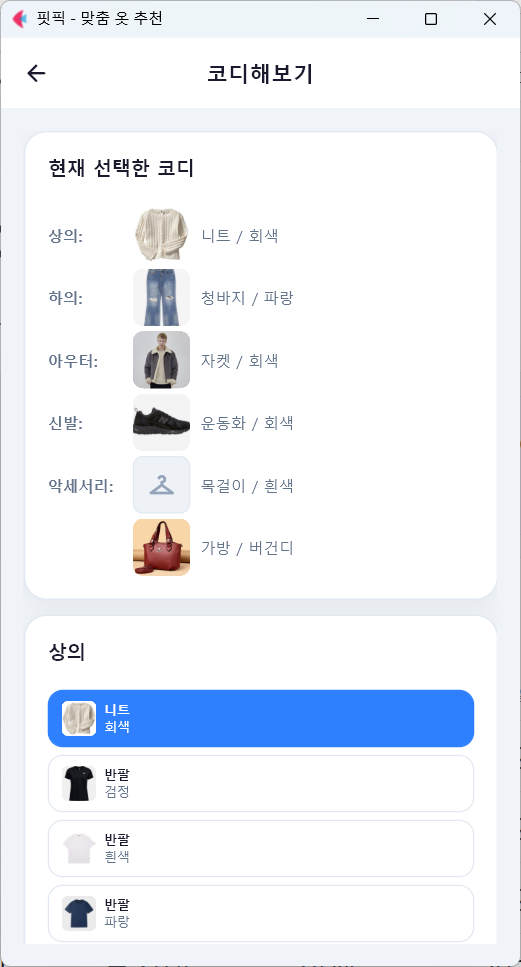 핏픽 - 맞춤 옷 추천
코디해보기
현재 선택한 코디
상의: 니트 / 회색
하의: 청바지 / 파랑
아우터: 자켓 / 회색
신발: 운동화 / 회색
악세서리: 목걸이 / 흰색
가방 / 버건디
상의
니트
회색
반팔
검정
반팔
흰색
반팔
파랑